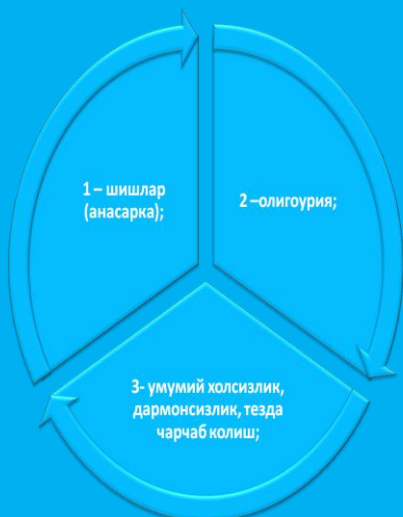 1 – шишлар
(анасарка);
2 –олигоурия;
3- умумий холсизлик,
дармонсизлик, тезда
чарчаб колиш;